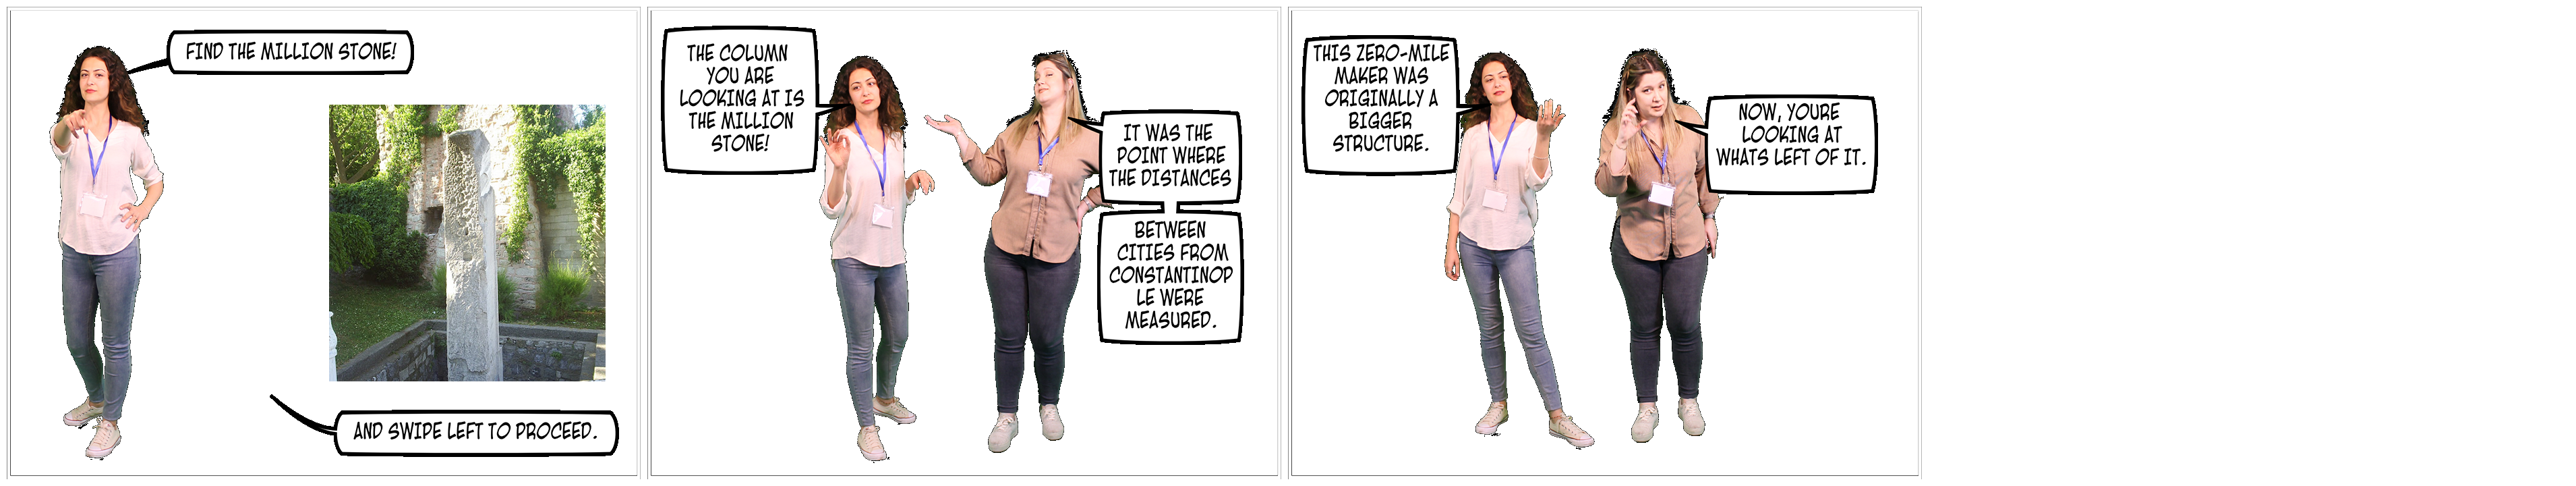 FIND THE MILLION STONE!
AND SWIPE LEFT TO PROCEED.
THE COLUMN
YOU ARE
LOOKING AT IS
THE MILLION
STONE!
IT WAS THE
POINT WHERE
THE DISTANCES
BETWEEN
CITIES FROM
CONSTANTINOP
LE WERE
MEASURED.
THIS ZERO-MILE
MAKER WAS
ORIGINALLY A
BIGGER
STRUCTURE.
NOW, YOURE
LOOKING AT
WHATS LEFT OF IT.